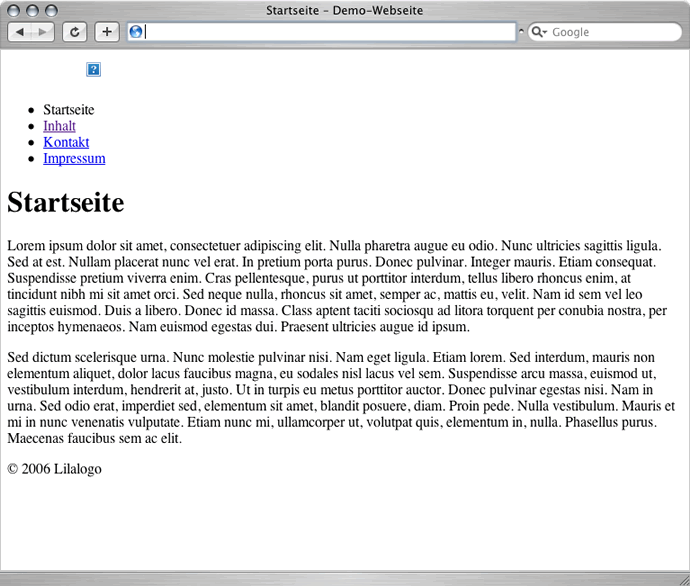 Startseite – Demo-Webseite
Google
?
• Startseite
• Inhalt
• Kontakt
• Impressum
Startseite
Lorem ipsum dolor sit amet, consectetuer adipiscing elit. Nulla pharetra augue eu odio. Nunc ultricies sagittis ligula.
Sed at est. Nullam placerat nunc vel erat. In pretium porta purus. Donec pulvinar. Integer mauris. Etiam consequat.
Suspendisse pretium viverra enim. Cras pellentesque, purus ut porttitor interdum, tellus libero rhoncus enim, at
tincidunt nibh mi sit amet orci. Sed neque nulla, rhoncus sit amet, semper ac, mattis eu, velit. Nam id sem vel leo
sagittis euismod. Duis a libero. Donec id massa. Class aptent taciti sociosqu ad litora torquent per conubia nostra, per
inceptos hymenaeos. Nam euismod egestas dui. Praesent ultricies augue id ipsum.
Sed dictum scelerisque urna. Nunc molestie pulvinar nisi. Nam eget ligula. Etiam lorem. Sed interdum, mauris non
elementum aliquet, dolor lacus faucibus magna, eu sodales nisl lacus vel sem. Suspendisse arcu massa, euismod ut,
vestibulum interdum, hendrerit at, justo. Ut in turpis eu metus porttitor auctor. Donec pulvinar egestas nisi. Nam in
urna. Sed odio erat, imperdiet sed, elementum sit amet, blandit posuere, diam. Proin pede. Nulla vestibulum. Mauris et
mi in nunc venenatis vulputate. Etiam nunc mi, ullamcorper ut, volutpat quis, elementum in, nulla. Phasellus purus.
Maecenas faucibus sem ac elit.
© 2006 Lilalogo